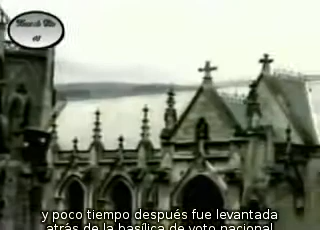 y poco tiempo después fue levantada
atrás de la basílica de voto nacional